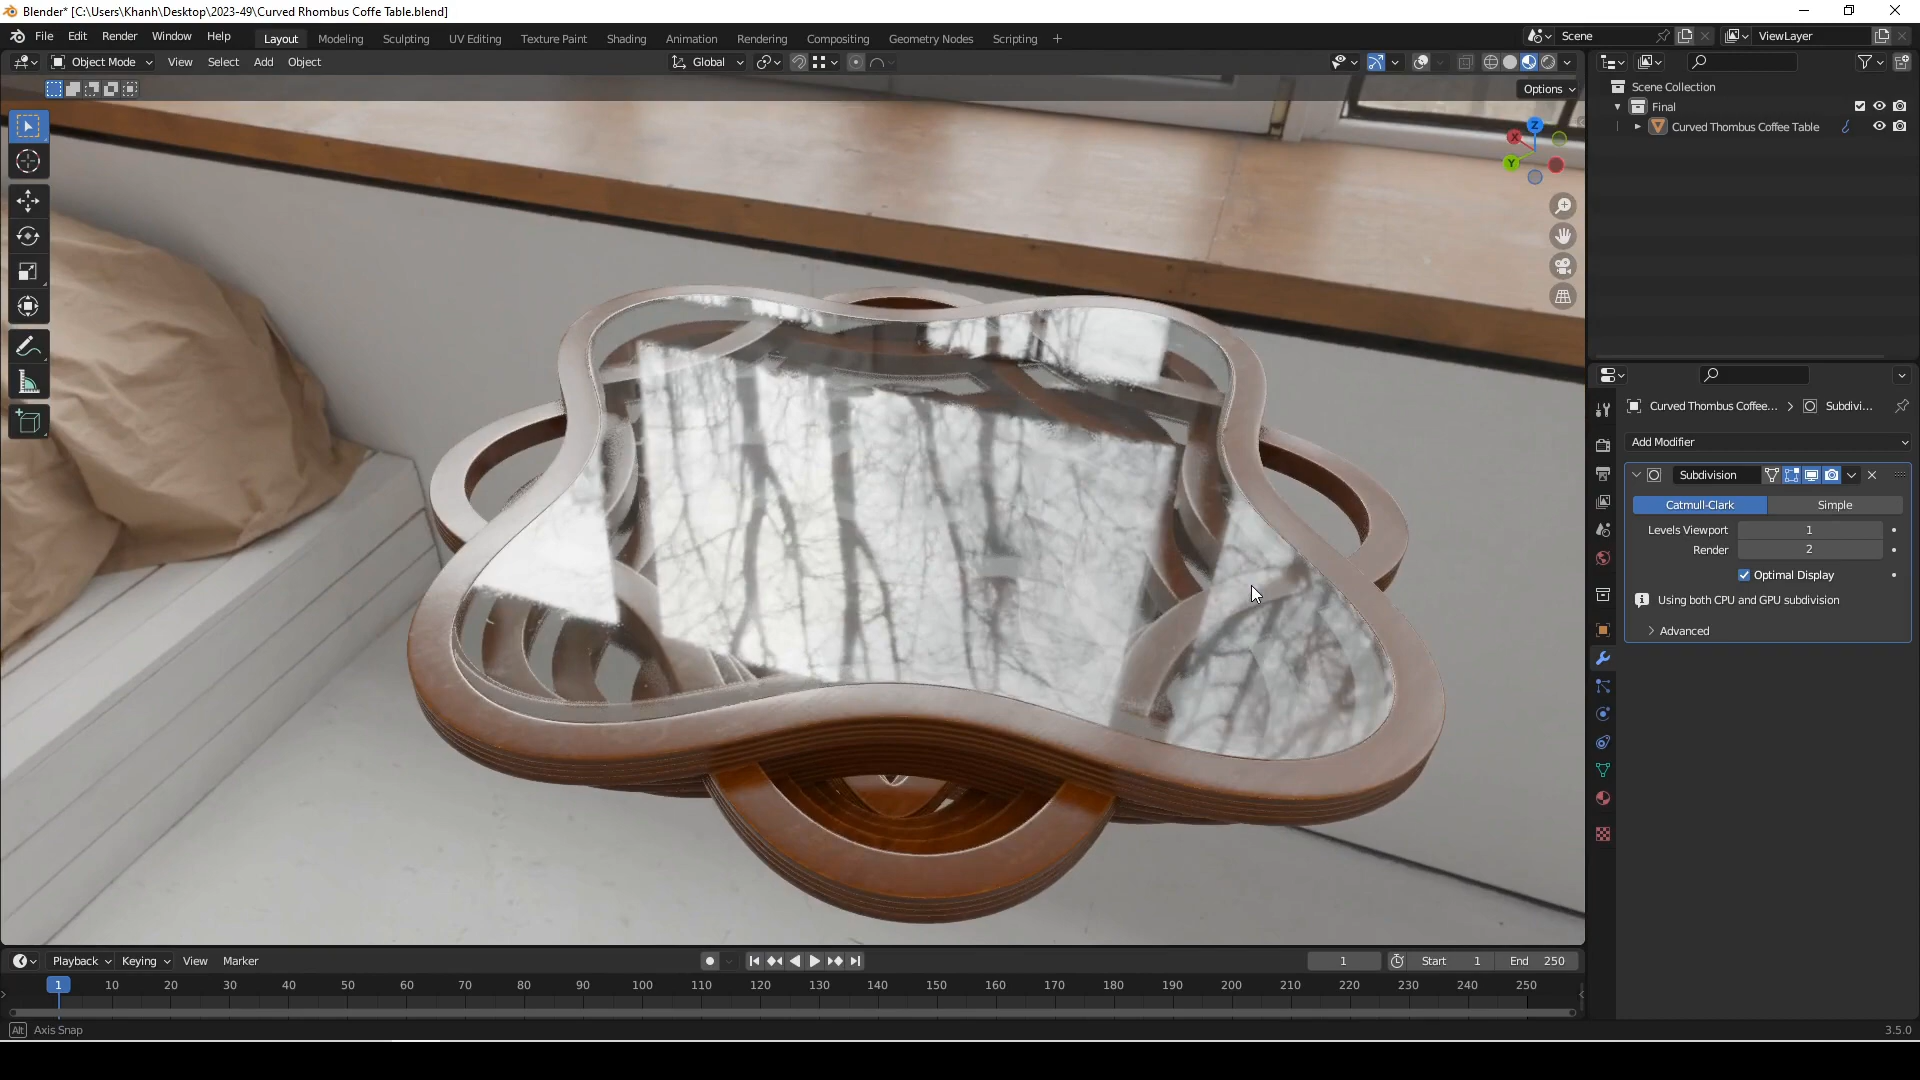 Blender* [C:\Users\Khanh\Desktop\2023-49\Curved Rhombus Coffe Table.blend]
File Edit Render Window Help
Layout Modeling Sculpting UV Editing Texture Paint Shading Animation Rendering Compositing Geometry Nodes Scripting +
Scene ViewLayer
Object Mode View Select Add Object Global
Options
Scene Collection
Final
Curved Thombus Coffee Table
X Y Z
Curved Thombus Coffee... Subdivi...
Add Modifier
Subdivision
Catmull-Clark Simple
Levels Viewport 1
Render 2
Optimal Display
Using both CPU and GPU subdivision
Advanced
Playback Keying View Marker 1 Start 1 End 250
1 10 20 30 40 50 60 70 80 90 100 110 120 130 140 150 160 170 180 190 200 210 220 230 240 250
Alt Axis Snap 3.5.0